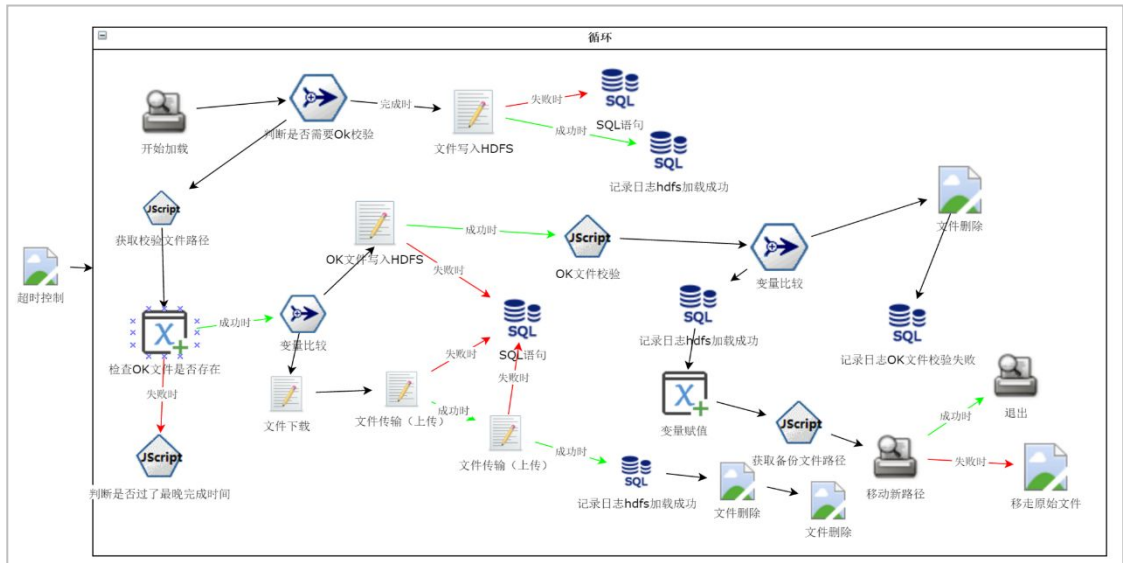 循环
开始加载
判断是否需要Ok校验
完成时
文件写入HDFS
失败时
SQL
SQL语句
成功时
SQL
记录日志hdfs加载成功
JScript
获取校验文件路径
OK文件写入HDFS
成功时
JScript
OK文件校验
变量比较
文件删除
超时控制
失败时
SQL
记录日志hdfs加载成功
SQL
记录日志OK文件校验失败
X
检查OK文件是否存在
成功时
变量比较
SQL
SQL语句
失败时
失败时
失败时
文件下载
文件传输（上传）
成功时
文件传输（上传）
X
变量赋值
JScript
获取备份文件路径
移动新路径
成功时
退出
失败时
移走原始文件
JScript
判断是否过了最晚完成时间
成功时
SQL
记录日志hdfs加载成功
文件删除
文件删除